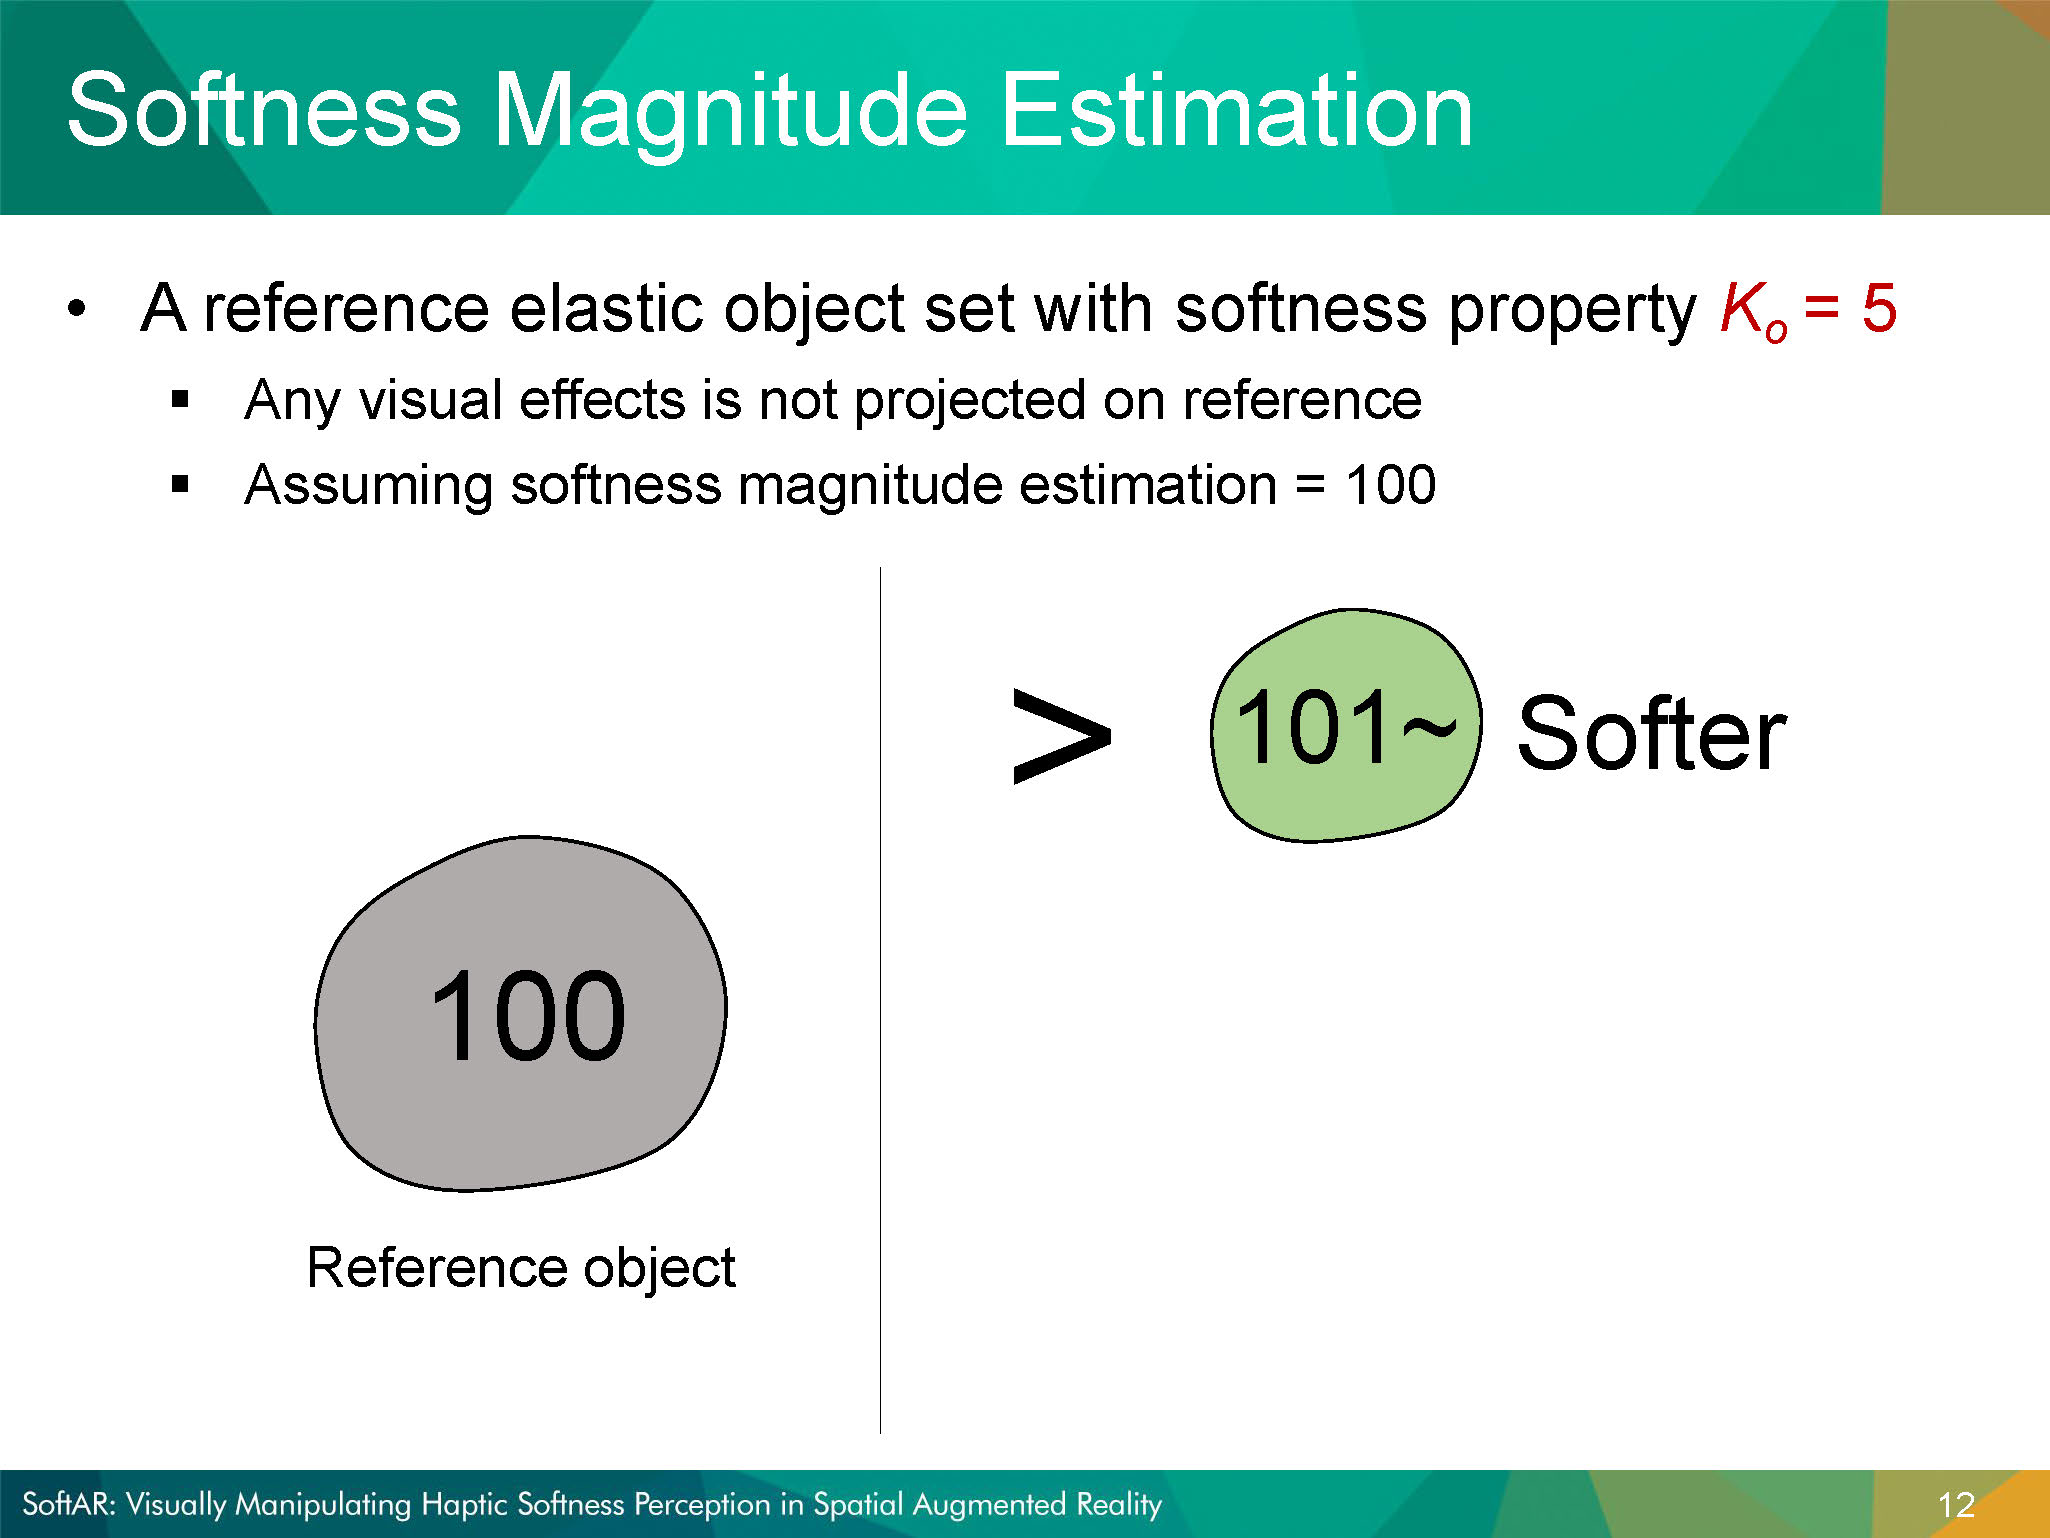 Softness Magnitude Estimation
• A reference elastic object set with softness property Ko = 5
▪ Any visual effects is not projected on reference
▪ Assuming softness magnitude estimation = 100
> 101~ Softer
100
Reference object
SoftAR: Visually Manipulating Haptic Softness Perception in Spatial Augmented Reality
12